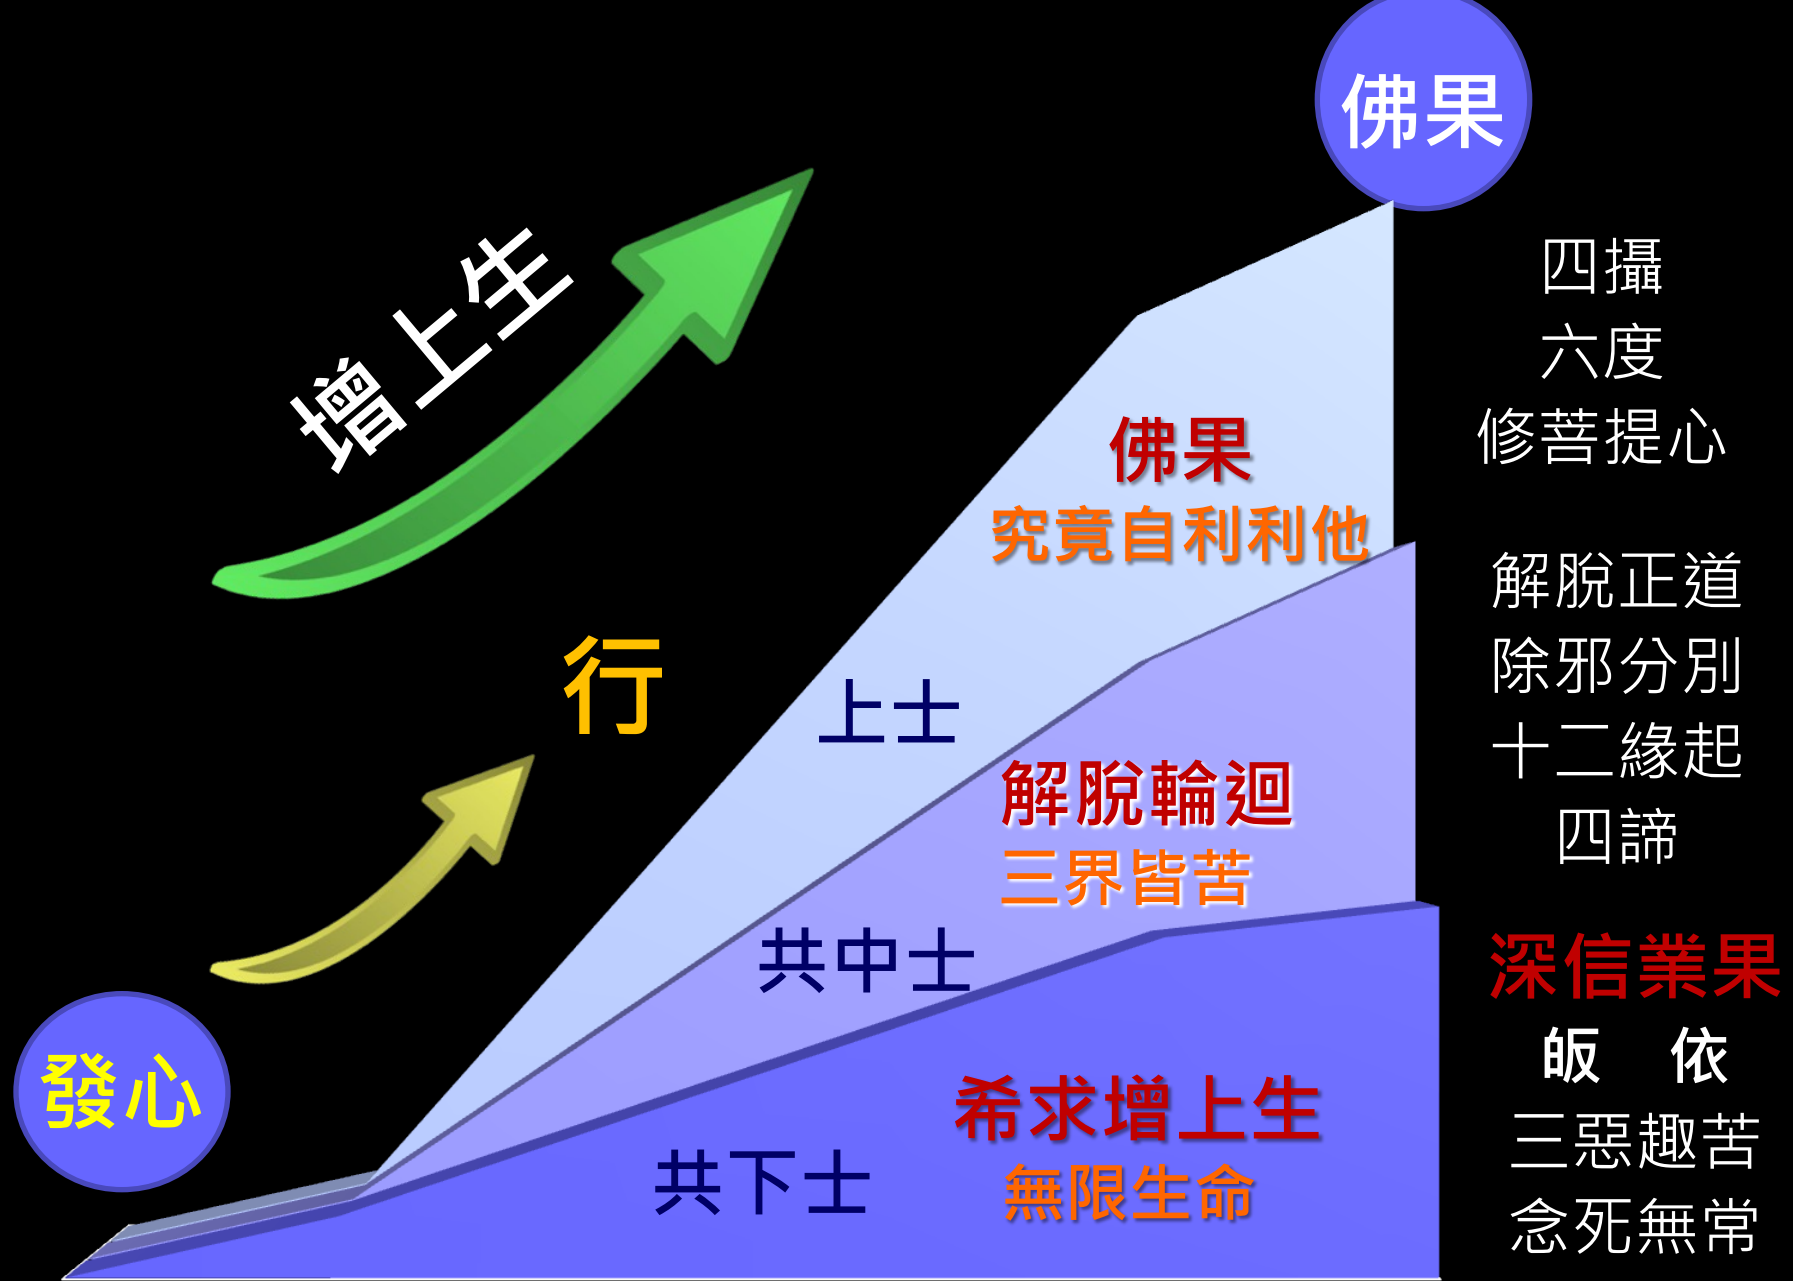 佛果
增上生
行
發心
佛果
究竟自利利他
上士
解脫輪迴
三界皆苦
共中士
希求增上生
無限生命
共下士
四攝
六度
修菩提心
解脫正道
除邪分別
十二緣起
四諦
深信業果
皈 依
三惡趣苦
念死無常